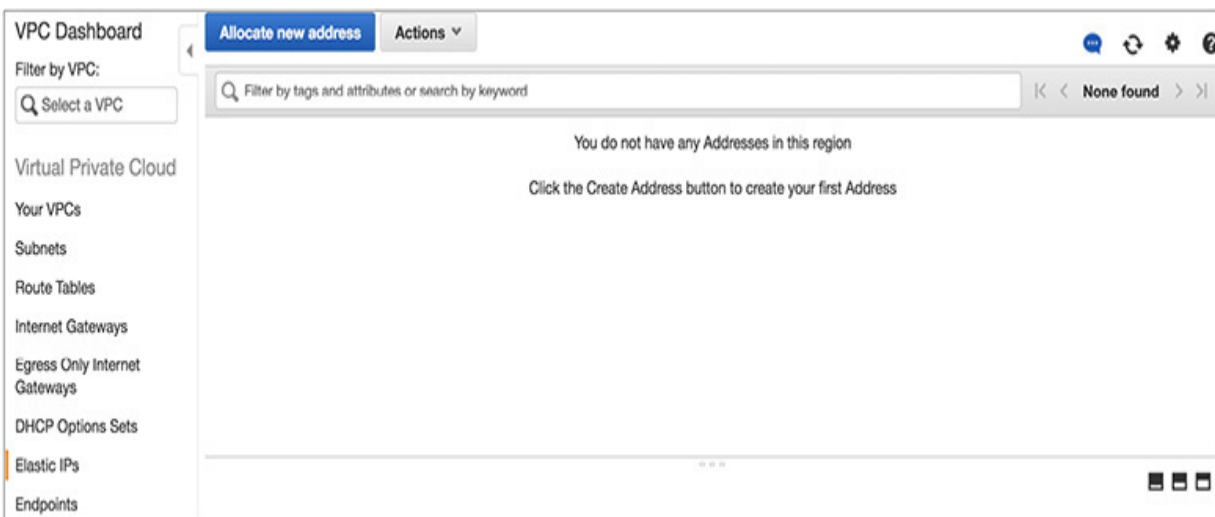 VPC Dashboard
Filter by VPC:
Select a VPC
Virtual Private Cloud
Your VPCs
Subnets
Route Tables
Internet Gateways
Egress Only Internet
Gateways
DHCP Options Sets
Elastic IPs
Endpoints
Allocate new address
Actions
Filter by tags and attributes or search by keyword
None found
You do not have any Addresses in this region
Click the Create Address button to create your first Address